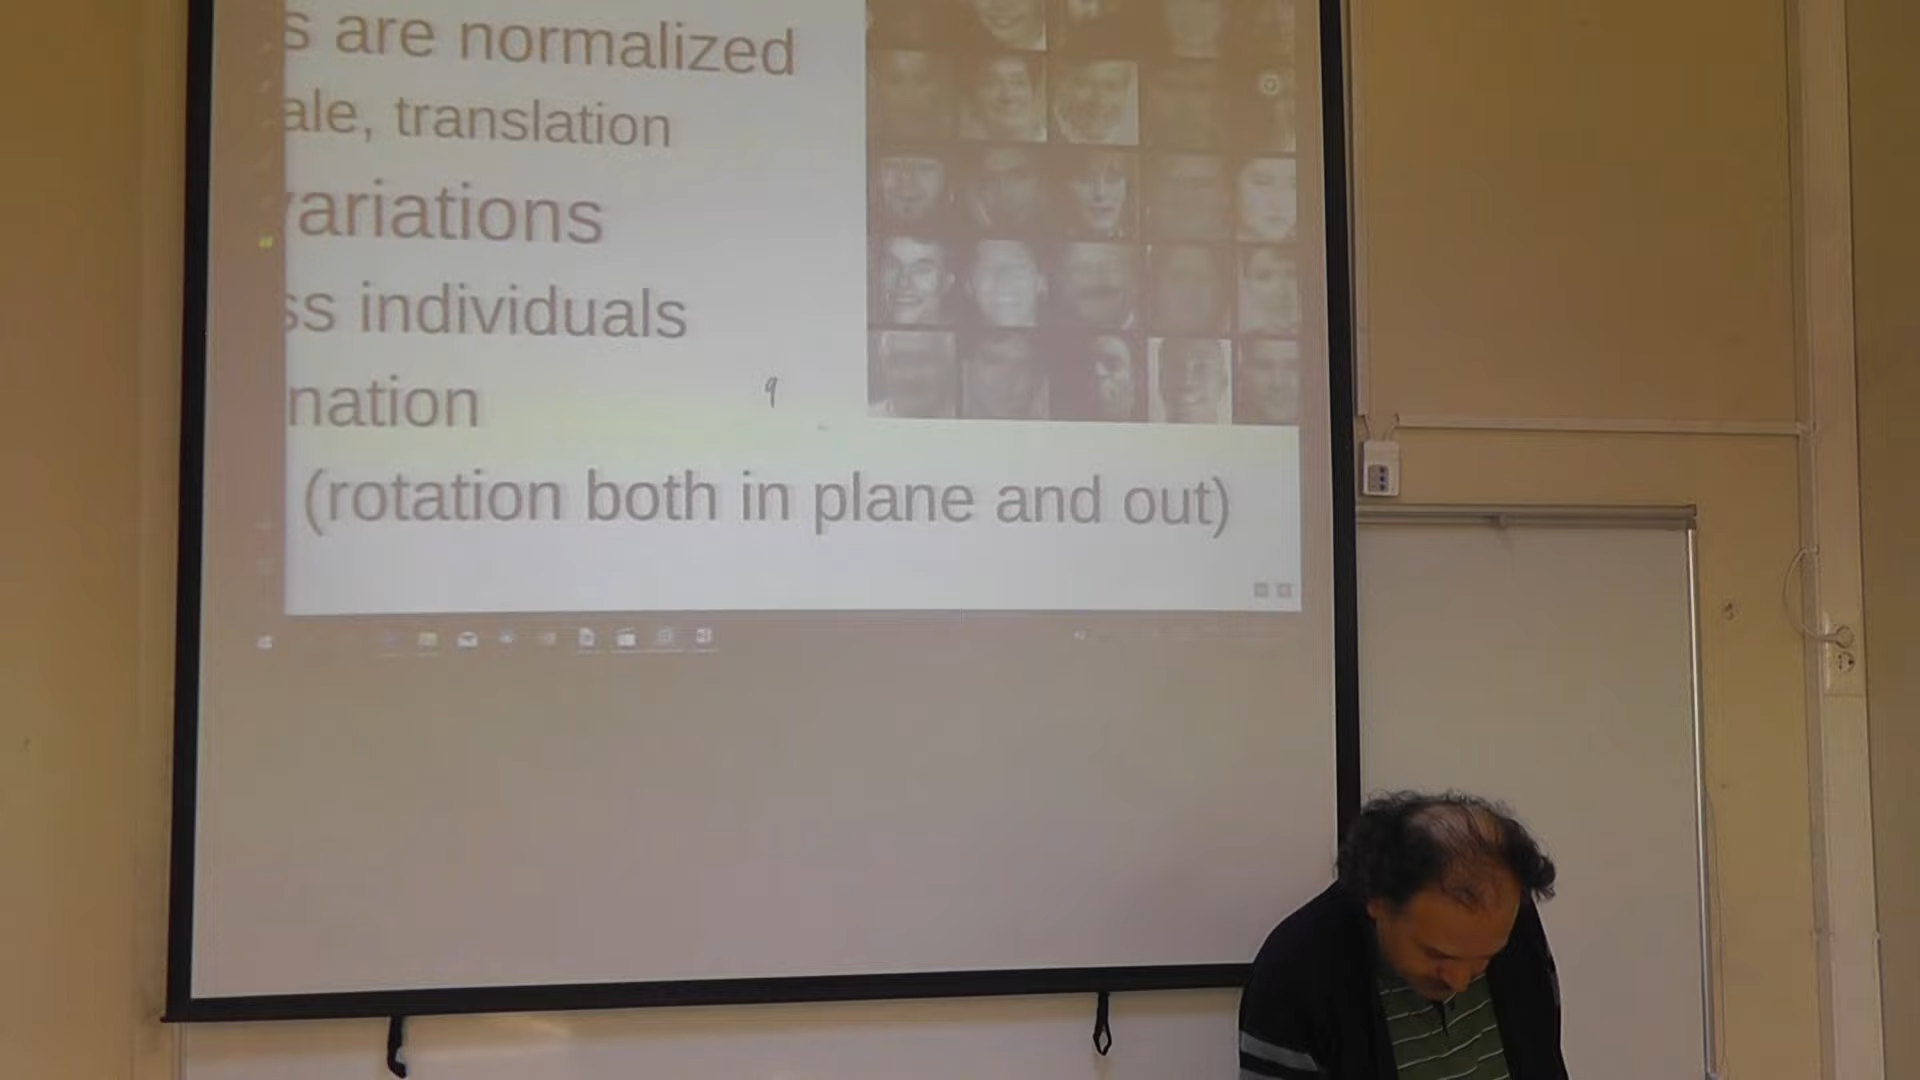 s are normalized
ale, translation
variations
ss individuals
nation
9
(rotation both in plane and out)